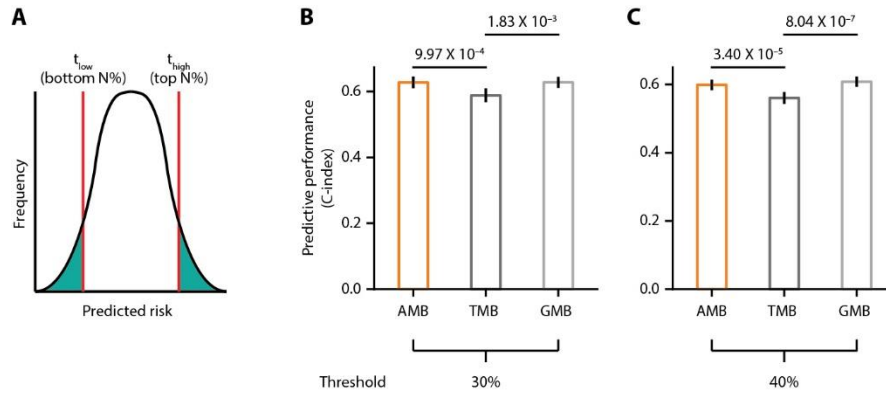 A
t_low
(bottom N%)
t_high
(top N%)
Frequency
Predicted risk
B
1.83 X 10⁻³
9.97 X 10⁻⁴
Predictive performance
(C-index)
0.6
0.4
0.2
0.0
AMB TMB GMB
Threshold 30%
C
8.04 X 10⁻⁷
3.40 X 10⁻⁵
0.6
0.4
0.2
0.0
AMB TMB GMB
40%